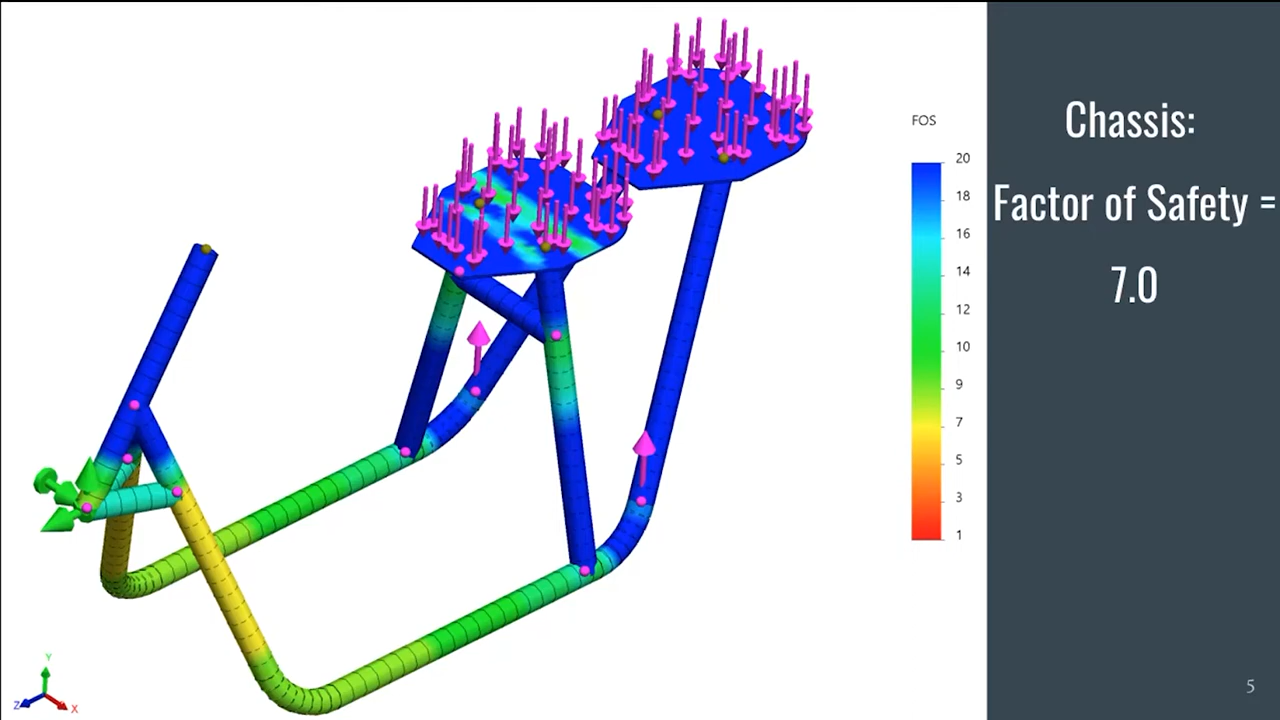 Chassis:
Factor of Safety =
7.0
FOS
20
18
16
14
12
10
9
7
5
3
1
Y
Z
X
5